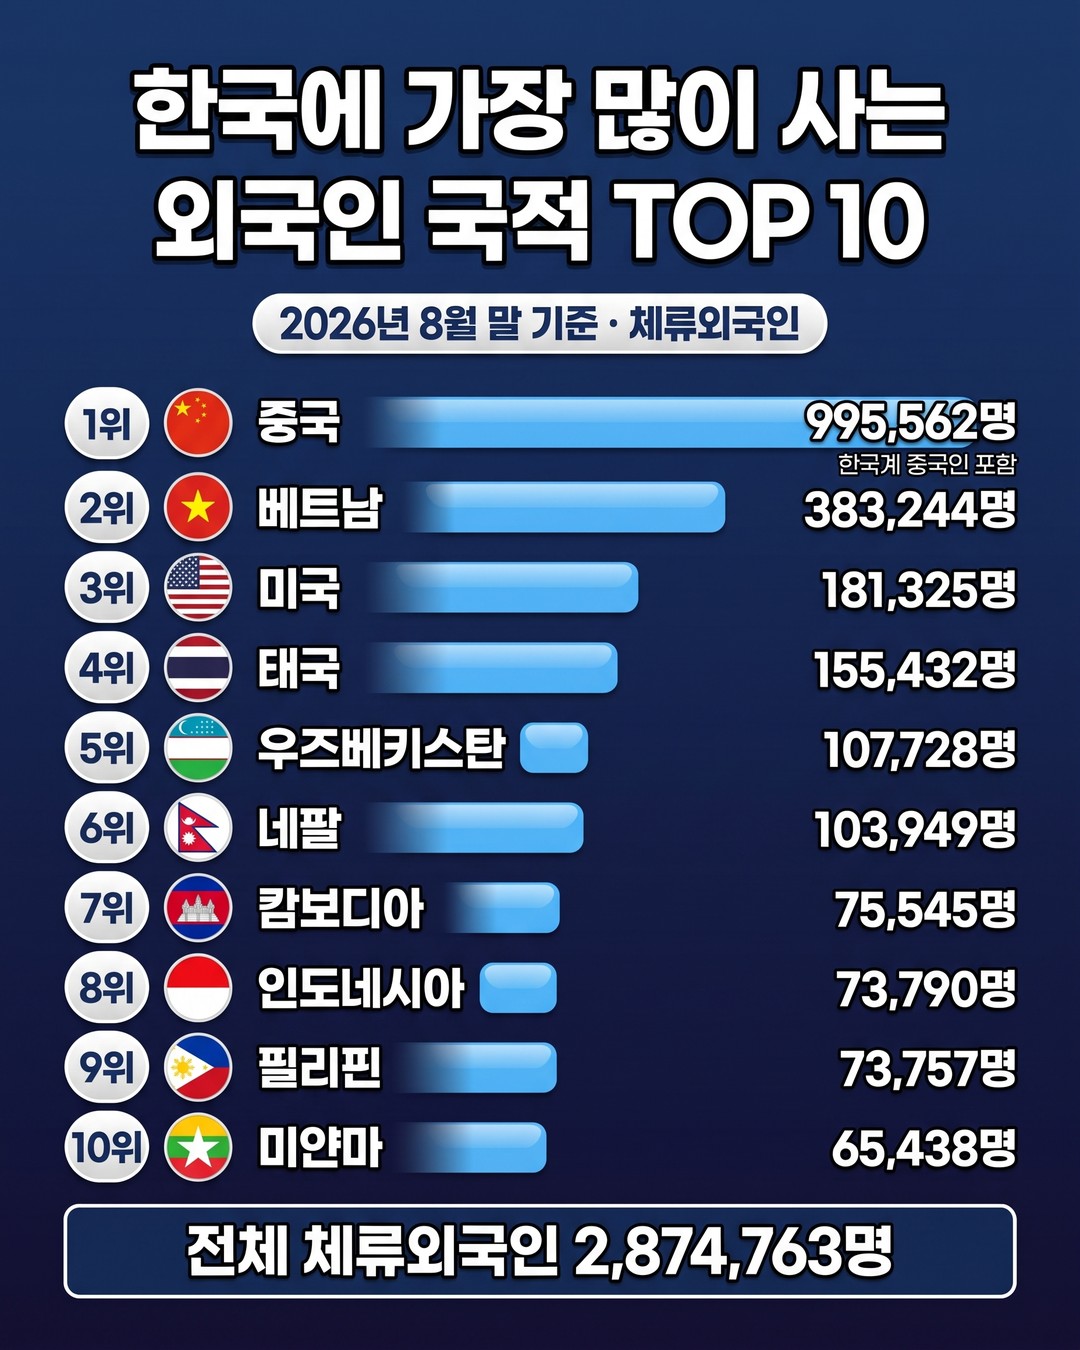 한국에 가장 많이 사는
외국인 국적 TOP 10
2026년 8월 말 기준 · 체류외국인
1위 중국 995,562명
한국계 중국인 포함
2위 베트남 383,244명
3위 미국 181,325명
4위 태국 155,432명
5위 우즈베키스탄 107,728명
6위 네팔 103,949명
7위 캄보디아 75,545명
8위 인도네시아 73,790명
9위 필리핀 73,757명
10위 미얀마 65,438명
전체 체류외국인 2,874,763명